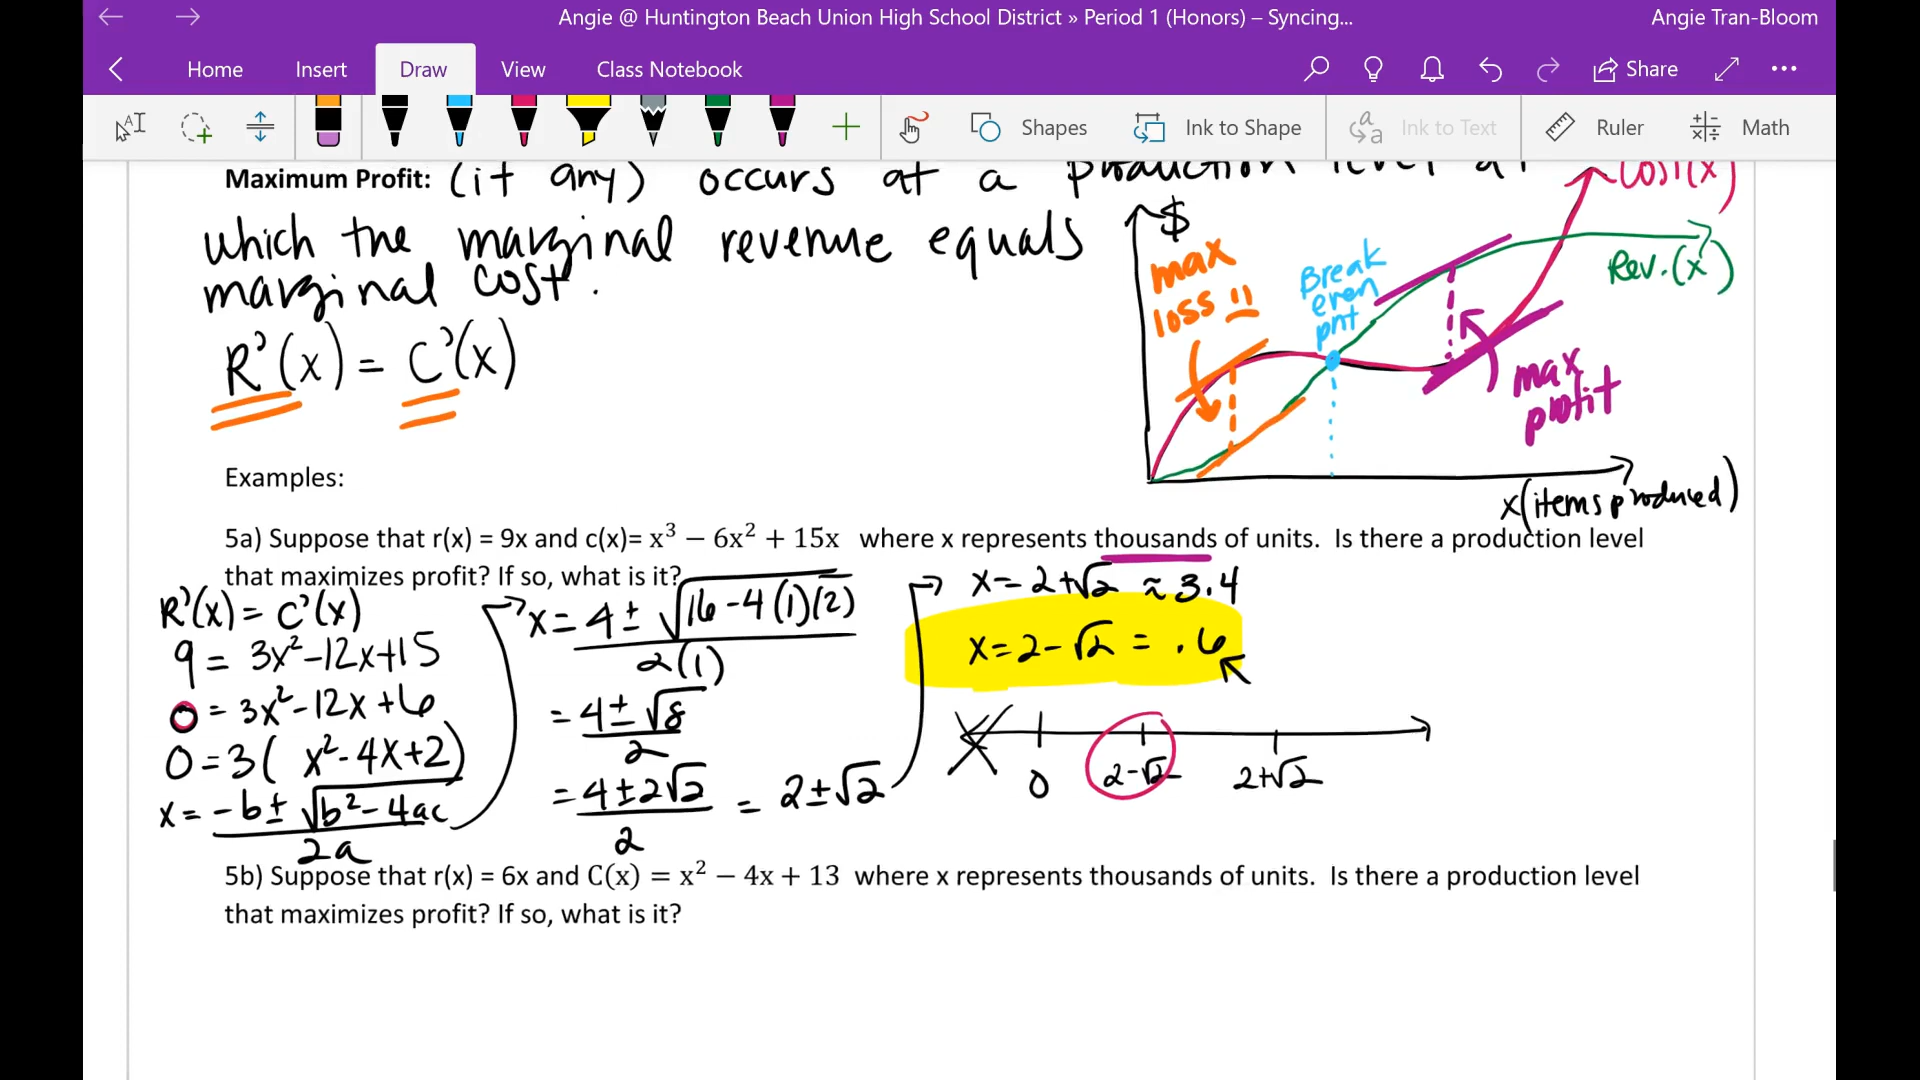 Angie @ Huntington Beach Union High School District » Period 1 (Honors) – Syncing...
Angie Tran-Bloom
Home Insert Draw View Class Notebook
Share
Shapes Ink to Shape Ink to Text Ruler Math
Maximum Profit: (if any) occurs at a production level at
which the marginal revenue equals
marginal cost.
R'(x) = C'(x)
$
max
loss !!
Break
even
pnt
Cost(x)
Rev.(x)
max
profit
x(items produced)
Examples:
5a) Suppose that r(x) = 9x and c(x)= x³ − 6x² + 15x where x represents thousands of units. Is there a production level
that maximizes profit? If so, what is it?
R'(x) = C'(x)
9 = 3x²-12x+15
0 = 3x²-12x+6
0 = 3( x²-4x+2)
x = -b ± √b²-4ac
2a
x = 4 ± √16-4(1)(2)
2(1)
= 4 ± √8
2
= 4 ± 2√2 = 2±√2
2
x = 2+√2 ≈ 3.4
x = 2-√2 = .6
0 2-√2 2+√2
5b) Suppose that r(x) = 6x and C(x) = x² − 4x + 13 where x represents thousands of units. Is there a production level
that maximizes profit? If so, what is it?